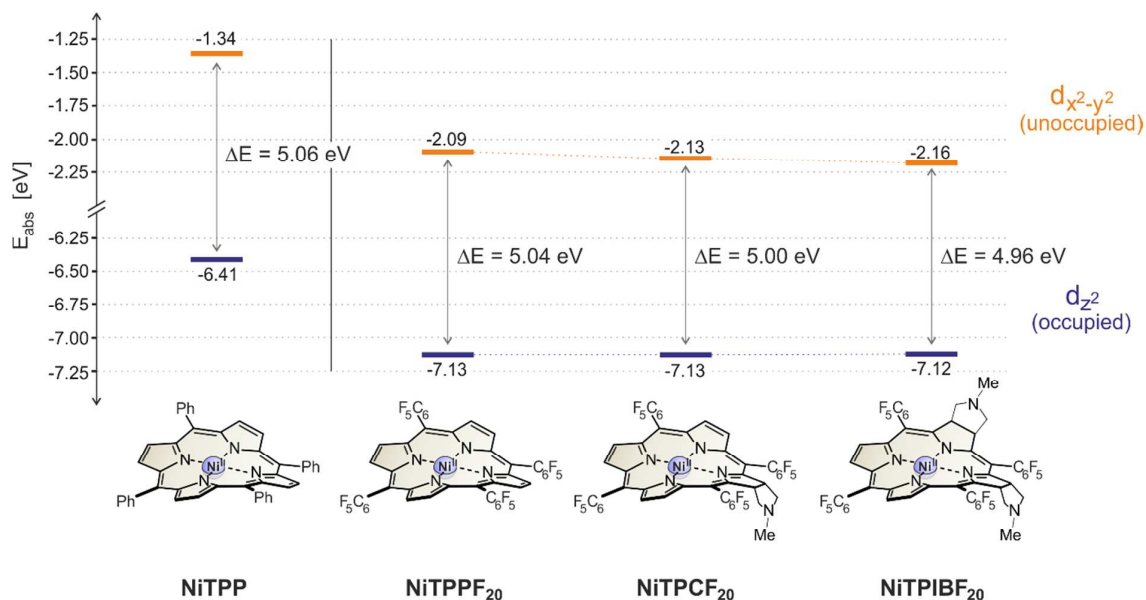 -1.25
-1.50
-1.75
-2.00
-2.25
-6.25
-6.50
-6.75
-7.00
-7.25
E_abs [eV]
-1.34
ΔE = 5.06 eV
-6.41
-2.09
ΔE = 5.04 eV
-7.13
-2.13
ΔE = 5.00 eV
-7.13
-2.16
ΔE = 4.96 eV
-7.12
d_x²-y²
(unoccupied)
d_z²
(occupied)
Ph
Ph
Ph
Ph
N
N
N
N
Ni^II
F₅C₆
C₆F₅
F₅C₆
C₆F₅
N
N
N
N
Ni^II
F₅C₆
C₆F₅
F₅C₆
C₆F₅
N
N
N
N
Ni^II
N
Me
F₅C₆
C₆F₅
F₅C₆
C₆F₅
N
N
N
N
Ni^II
N
Me
N
Me
NiTPP
NiTPPF₂₀
NiTPCF₂₀
NiTPIBF₂₀